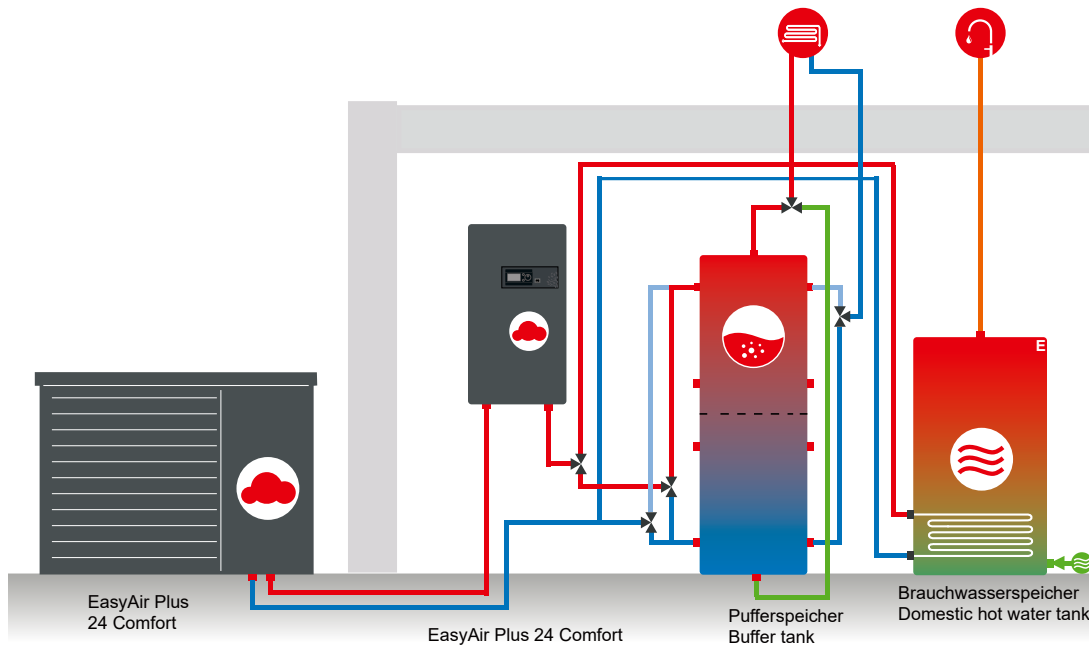 E
EasyAir Plus
24 Comfort
EasyAir Plus 24 Comfort
Pufferspeicher
Buffer tank
Brauchwasserspeicher
Domestic hot water tank